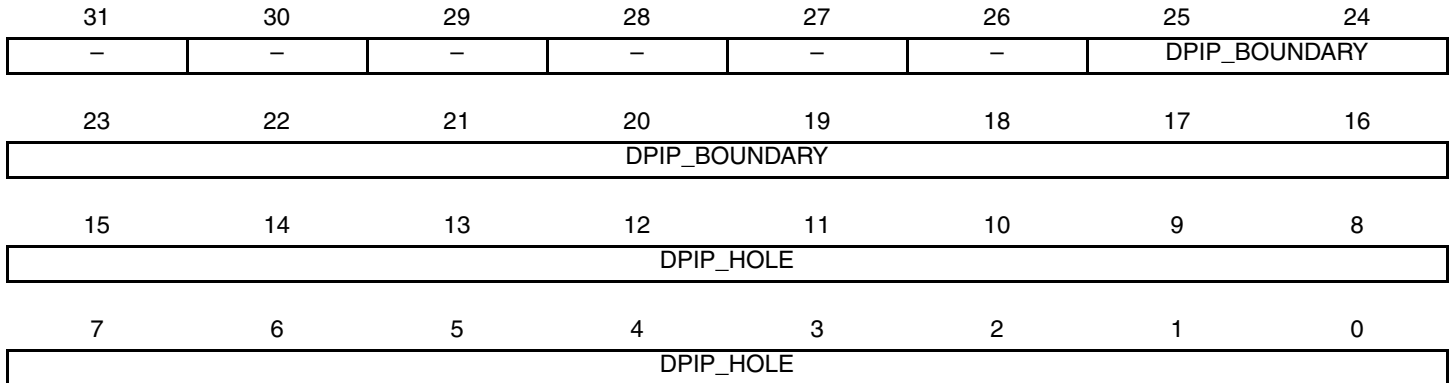 31 30 29 28 27 26 25 24
– – – – – – DPIP_BOUNDARY
23 22 21 20 19 18 17 16
DPIP_BOUNDARY
15 14 13 12 11 10 9 8
DPIP_HOLE
7 6 5 4 3 2 1 0
DPIP_HOLE